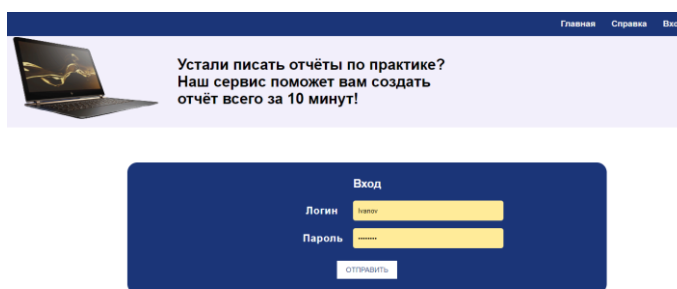 Главная Справка Вхо
Устали писать отчёты по практике?
Наш сервис поможет вам создать
отчёт всего за 10 минут!
Вход
Логин Ivanov
Пароль ••••••••
ОТПРАВИТЬ